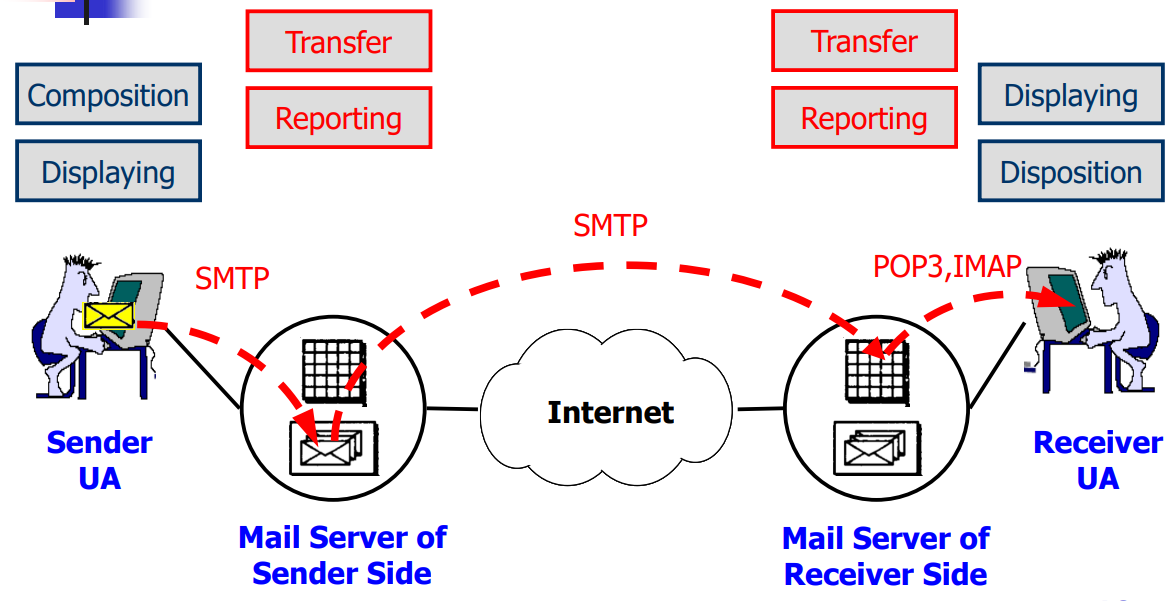 Transfer
Transfer
Composition
Displaying
Reporting
Reporting
Displaying
Disposition
SMTP
SMTP
POP3,IMAP
Internet
Sender
UA
Receiver
UA
Mail Server of
Sender Side
Mail Server of
Receiver Side